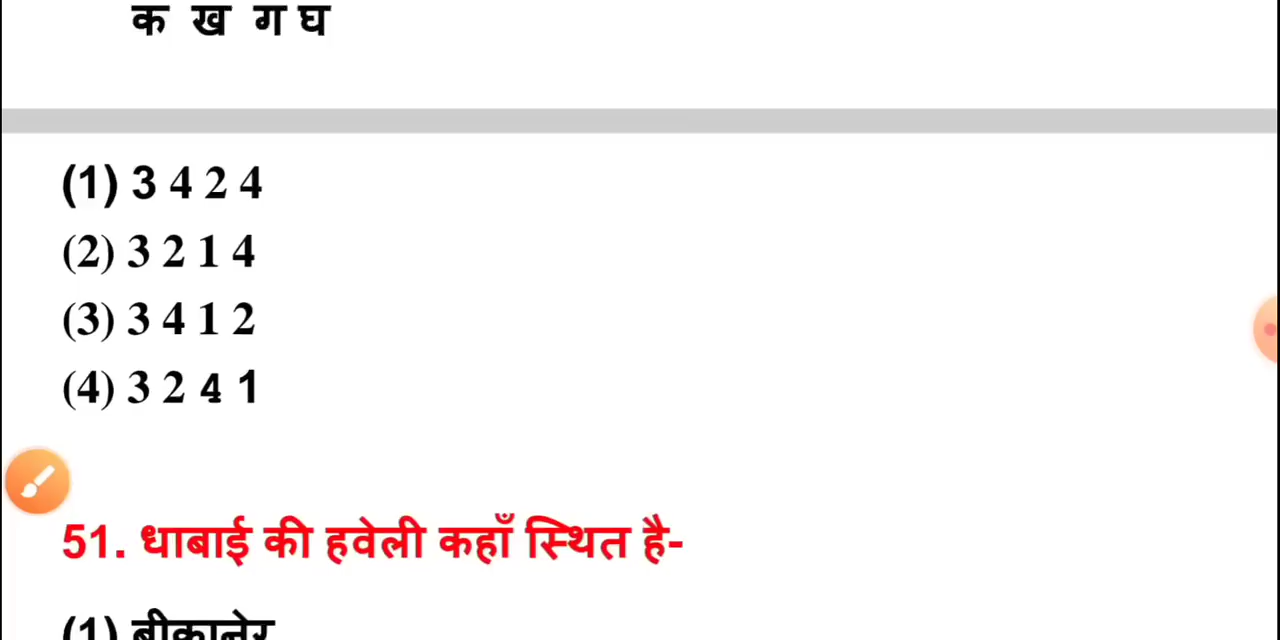 क ख ग घ
(1) 3 4 2 4
(2) 3 2 1 4
(3) 3 4 1 2
(4) 3 2 4 1
51. धाबाई की हवेली कहाँ स्थित है-
(1) बीकानेर